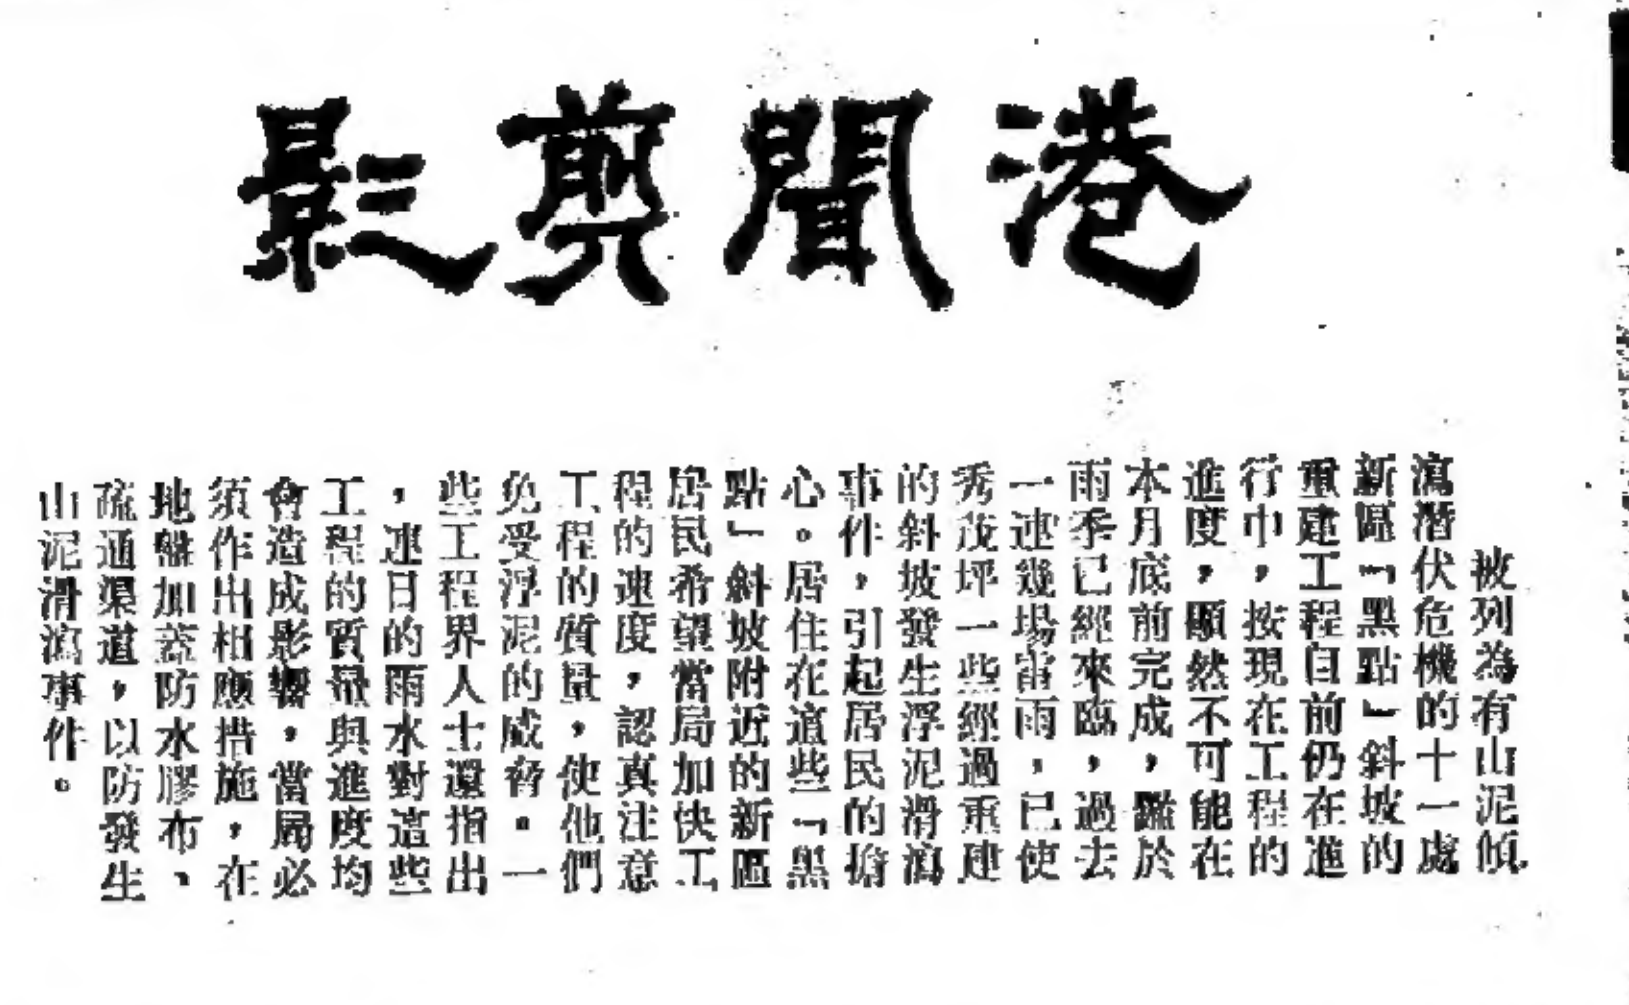 港聞剪影
被列為有山泥傾
瀉潛伏危機的十一處
新區「黑點」斜坡的
重建工程目前仍在進
行中，按現在工程的
進度，顯然不可能在
本月底前完成，鑑於
雨季已經來臨，過去
一連幾場雷雨，已使
秀茂坪一些經過重建
的斜坡發生浮泥滑瀉
事件，引起居民的擔
心。居住在這些「黑
點」斜坡附近的新區
居民希望當局加快工
程的速度，認真注意
工程的質量，使他們
免受浮泥的威脅。一
些工程界人士還指出
，連日的雨水對這些
工程的質量與進度均
會造成影響，當局必
須作出相應措施，在
地盤加蓋防水膠布、
疏通渠道，以防發生
山泥滑瀉事件。